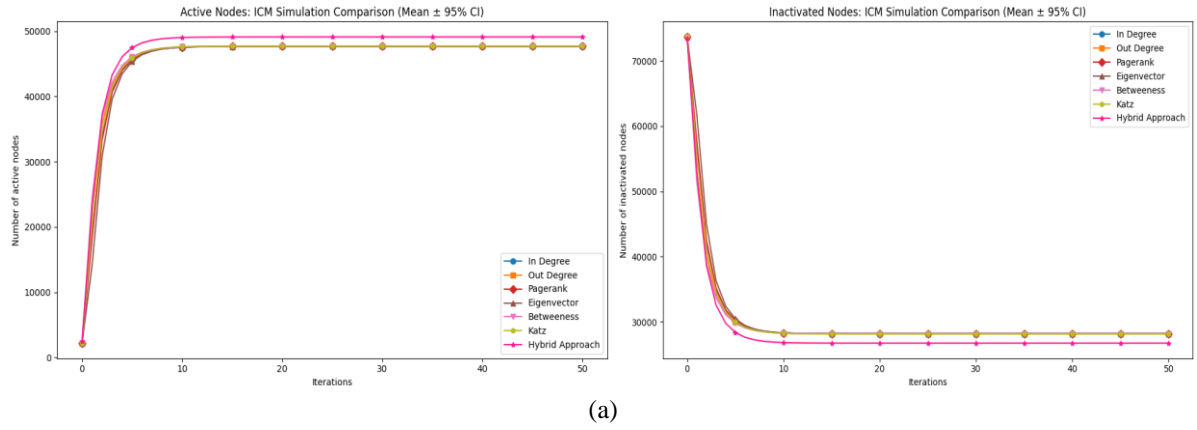 Active Nodes: ICM Simulation Comparison (Mean ± 95% CI)
50000
40000
30000
20000
10000
0
Number of active nodes
0 10 20 30 40 50
Iterations
In Degree
Out Degree
Pagerank
Eigenvector
Betweeness
Katz
Hybrid Approach
Inactivated Nodes: ICM Simulation Comparison (Mean ± 95% CI)
70000
60000
50000
40000
30000
Number of inactivated nodes
0 10 20 30 40 50
Iterations
In Degree
Out Degree
Pagerank
Eigenvector
Betweeness
Katz
Hybrid Approach
(a)